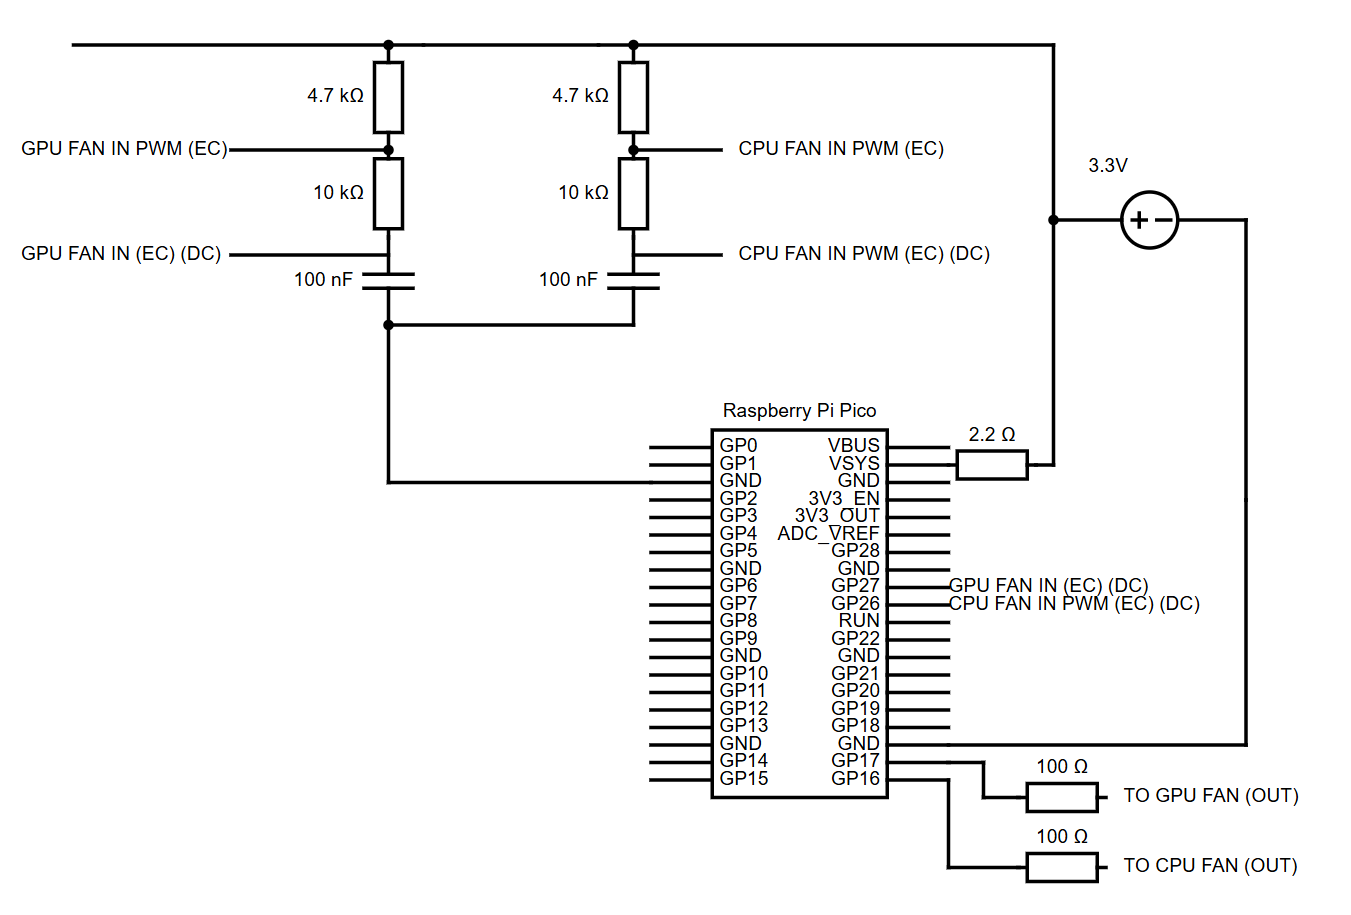 4.7 kΩ
4.7 kΩ
GPU FAN IN PWM (EC)
CPU FAN IN PWM (EC)
3.3V
10 kΩ
10 kΩ
GPU FAN IN (EC) (DC)
CPU FAN IN PWM (EC) (DC)
100 nF
100 nF
Raspberry Pi Pico
2.2 Ω
GP0 VBUS
GP1 VSYS
GND GND
GP2 3V3_EN
GP3 3V3_OUT
GP4 ADC_VREF
GP5 GP28
GND GND
GP6 GP27 GPU FAN IN (EC) (DC)
GP7 GP26 CPU FAN IN PWM (EC) (DC)
GP8 RUN
GP9 GP22
GND GND
GP10 GP21
GP11 GP20
GP12 GP19
GP13 GP18
GND GND
GP14 GP17
GP15 GP16
100 Ω
TO GPU FAN (OUT)
100 Ω
TO CPU FAN (OUT)